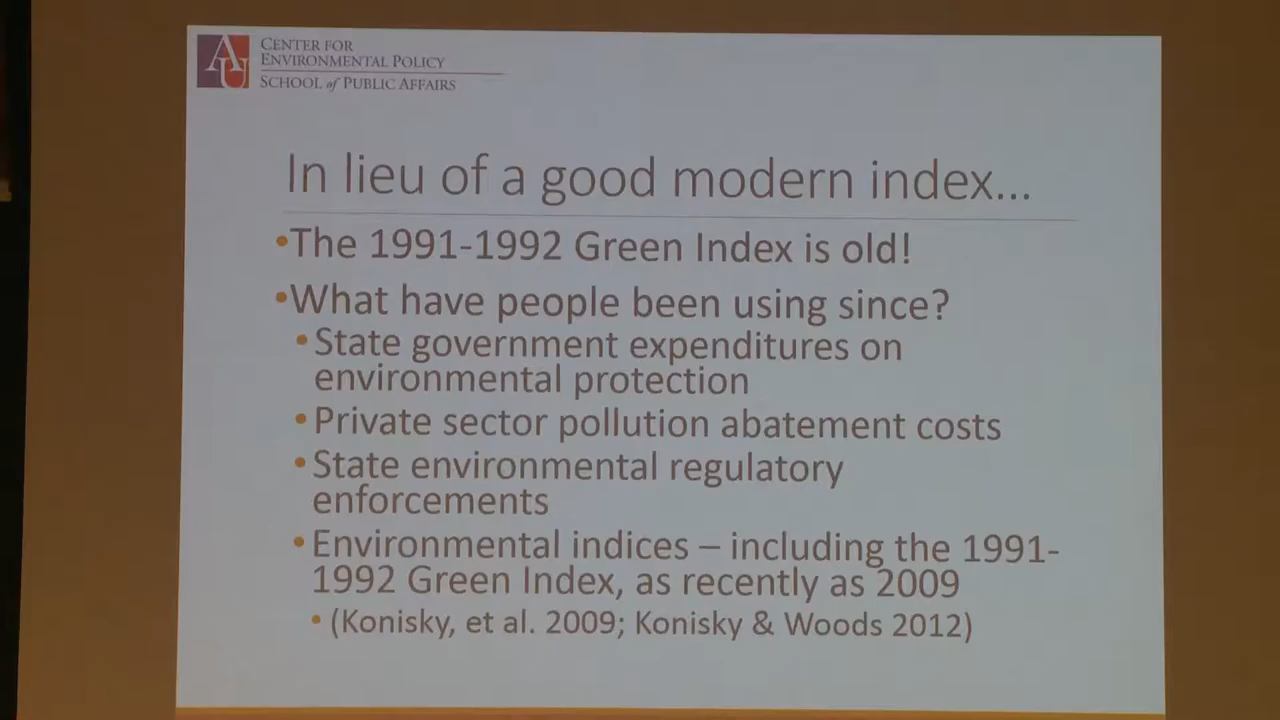 AU
CENTER FOR
ENVIRONMENTAL POLICY
SCHOOL of PUBLIC AFFAIRS
In lieu of a good modern index...
•The 1991-1992 Green Index is old!
•What have people been using since?
•State government expenditures on
environmental protection
•Private sector pollution abatement costs
•State environmental regulatory
enforcements
•Environmental indices – including the 1991-
1992 Green Index, as recently as 2009
•(Konisky, et al. 2009; Konisky & Woods 2012)